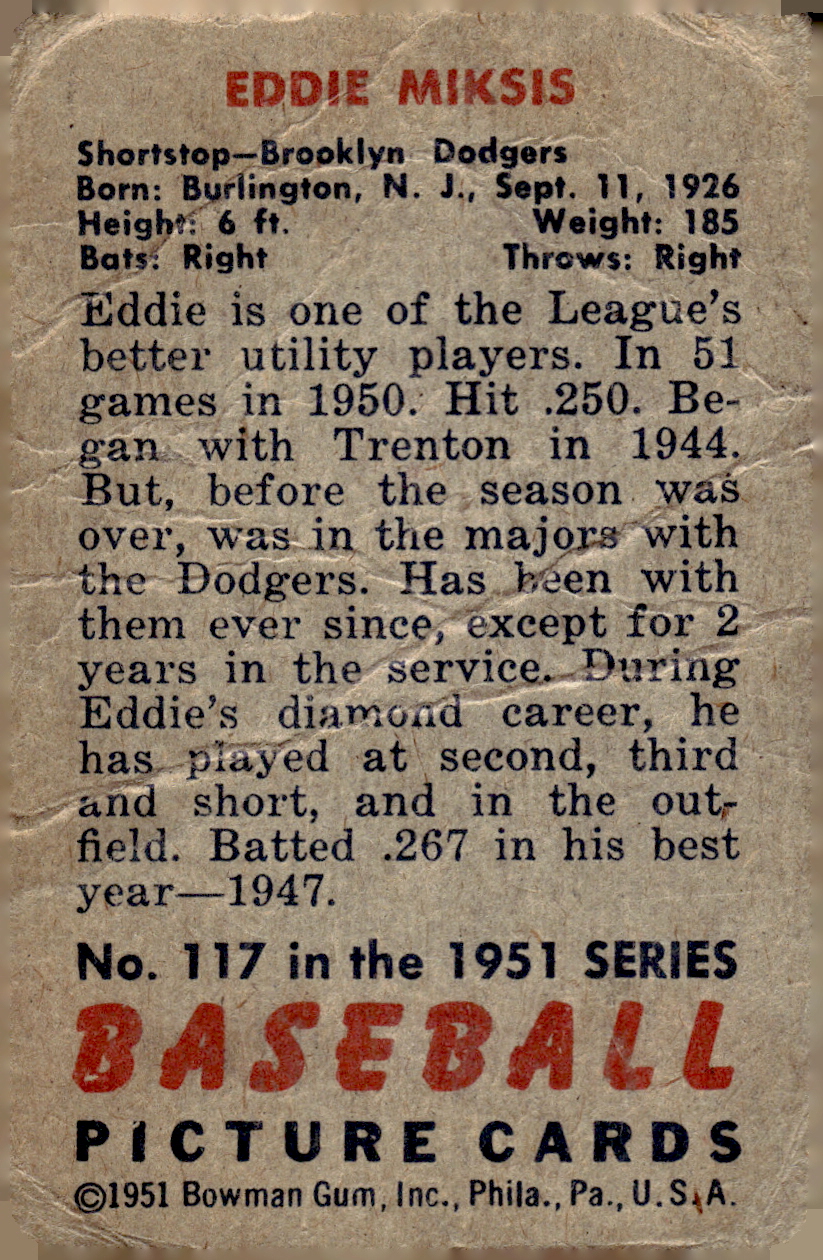 EDDIE MIKSIS
Shortstop—Brooklyn Dodgers
Born: Burlington, N. J., Sept. 11, 1926
Height: 6 ft. Weight: 185
Bats: Right Throws: Right
Eddie is one of the League's
better utility players. In 51
games in 1950. Hit .250. Be-
gan with Trenton in 1944.
But, before the season was
over, was in the majors with
the Dodgers. Has been with
them ever since, except for 2
years in the service. During
Eddie's diamond career, he
has played at second, third
and short, and in the out-
field. Batted .267 in his best
year—1947.
No. 117 in the 1951 SERIES
BASEBALL
PICTURE CARDS
©1951 Bowman Gum, Inc., Phila., Pa., U.S.A.